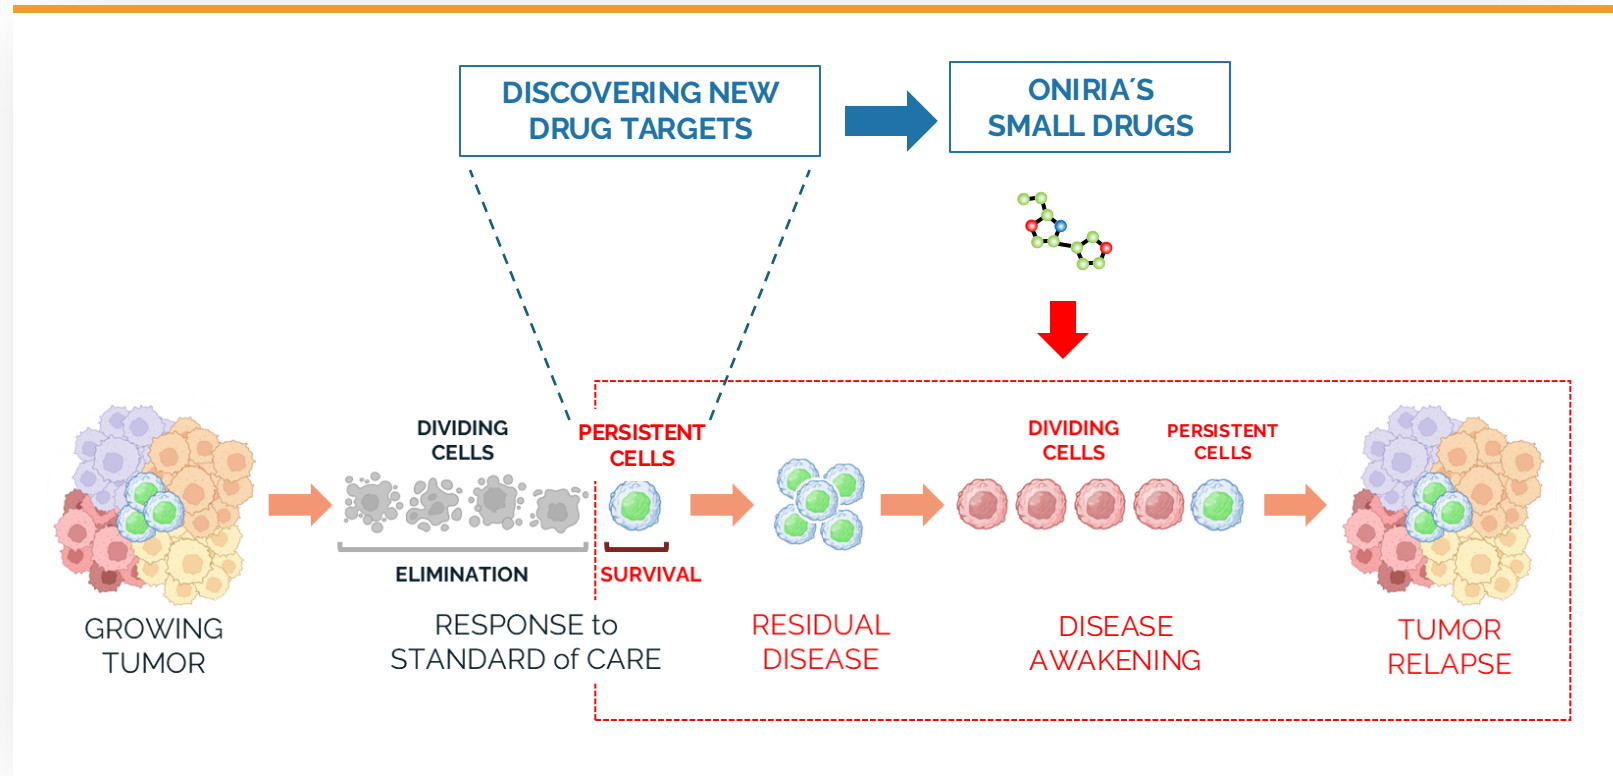 DISCOVERING NEW
DRUG TARGETS
ONIRIA´S
SMALL DRUGS
DIVIDING
CELLS
PERSISTENT
CELLS
DIVIDING
CELLS
PERSISTENT
CELLS
ELIMINATION
SURVIVAL
GROWING
TUMOR
RESPONSE to
STANDARD of CARE
RESIDUAL
DISEASE
DISEASE
AWAKENING
TUMOR
RELAPSE